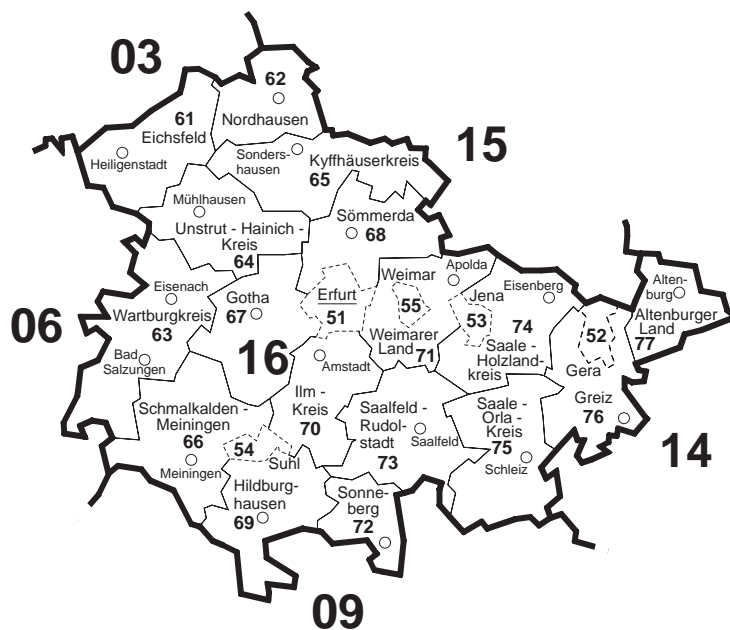 03
62
Nordhausen
61
Eichsfeld
Heiligenstadt
15
Sonders-
hausen
Kyffhäuserkreis
65
Mühlhausen
Unstrut - Hainich -
Kreis
64
Sömmerda
68
06
Eisenach
Wartburgkreis
63
Bad
Salzungen
Gotha
67
16
Erfurt
51
Weimar
55
Weimarer
Land
71
Apolda
Jena
53
Eisenberg
74
Saale -
Holzland-
kreis
52
Gera
Alten-
burg
Altenburger
Land
77
Greiz
76
14
Amstadt
Ilm -
Kreis
70
Schmalkalden -
Meiningen
66
Meiningen
54
Suhl
Saalfeld -
Rudol-
stadt
Saalfeld
73
Saale -
Orla -
Kreis
75
Schleiz
Hildburg-
hausen
69
Sonne-
berg
72
09